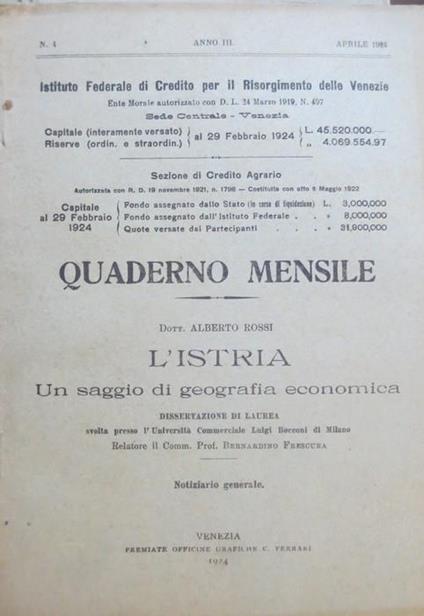 N. 4 ANNO III. APRILE 1924
Istituto Federale di Credito per il Risorgimento delle Venezie
Ente Morale autorizzato con D. L. 24 Marzo 1919, N. 497
Sede Centrale - Venezia
Capitale (interamente versato) L. 45.520.000.—
al 29 Febbraio 1924
Riserve (ordin. e straordin.) „ 4.069.554.97
Sezione di Credito Agrario
Autorizzata con R. D. 19 novembre 1921, n. 1798 - Costituita con atto 6 Maggio 1922
Capitale al 29 Febbraio 1924
Fondo assegnato dallo Stato (in corso di liquidazione) L. 3,000,000
Fondo assegnato dall'Istituto Federale . . » 8,000,000
Quote versate dai Partecipanti . . . » 31,900,000
QUADERNO MENSILE
Dott. ALBERTO ROSSI
L'ISTRIA
Un saggio di geografia economica
DISSERTAZIONE DI LAUREA
svolta presso l'Università Commerciale Luigi Bocconi di Milano
Relatore il Comm. Prof. Bernardino Frescura
Notiziario generale.
VENEZIA
PREMIATE OFFICINE GRAFICHE C. FERRARI
1924